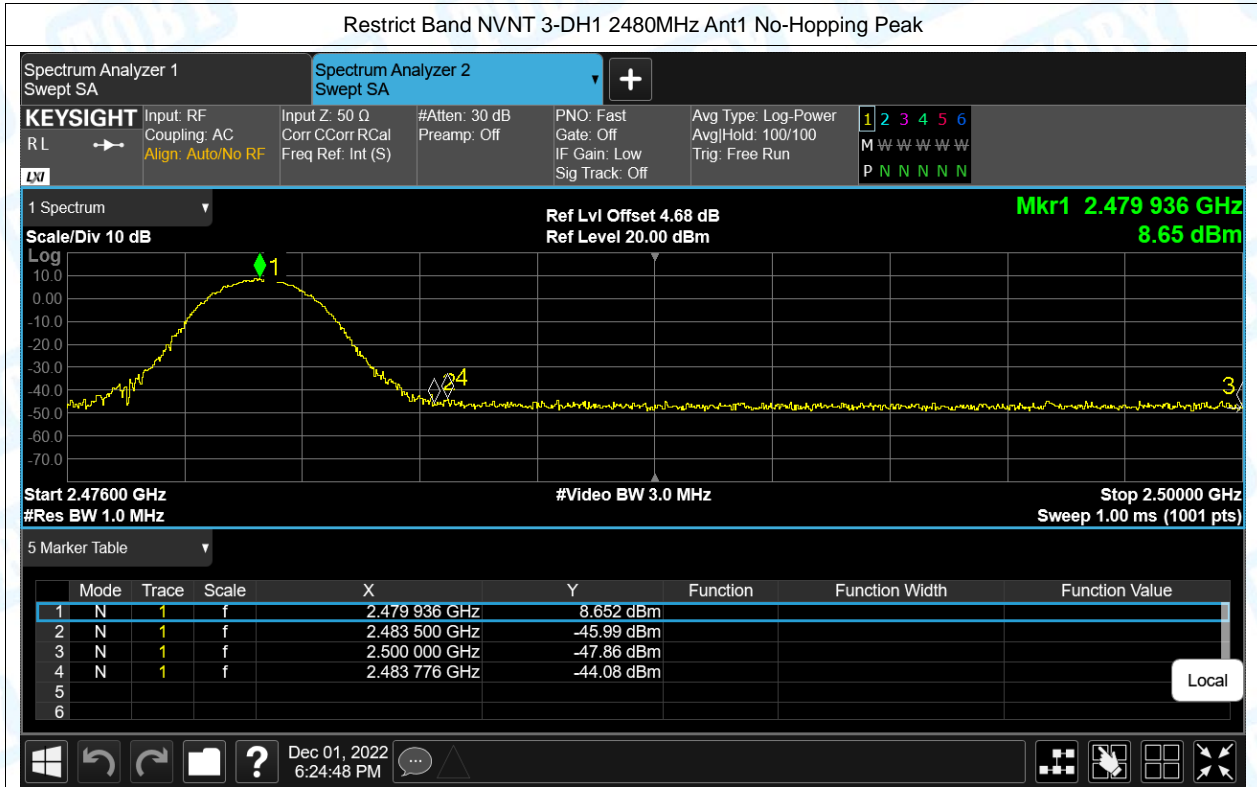 Restrict Band NVNT 3-DH1 2480MHz Ant1 No-Hopping Peak
Spectrum Analyzer 1
Swept SA
Spectrum Analyzer 2
Swept SA
KEYSIGHT
R L
LXI
Input: RF
Coupling: AC
Align: Auto/No RF
Input Z: 50 Ω
Corr CCorr RCal
Freq Ref: Int (S)
#Atten: 30 dB
Preamp: Off
PNO: Fast
Gate: Off
IF Gain: Low
Sig Track: Off
Avg Type: Log-Power
Avg|Hold: 100/100
Trig: Free Run
1 2 3 4 5 6
M W W W W W
P N N N N N
1 Spectrum
Scale/Div 10 dB
Ref Lvl Offset 4.68 dB
Ref Level 20.00 dBm
Mkr1 2.479 936 GHz
8.65 dBm
Log
10.0
0.00
-10.0
-20.0
-30.0
-40.0
-50.0
-60.0
-70.0
1
24
3
Start 2.47600 GHz
#Video BW 3.0 MHz
Stop 2.50000 GHz
#Res BW 1.0 MHz
Sweep 1.00 ms (1001 pts)
5 Marker Table
Mode Trace Scale X Y Function Function Width Function Value
1 N 1 f 2.479 936 GHz 8.652 dBm
2 N 1 f 2.483 500 GHz -45.99 dBm
3 N 1 f 2.500 000 GHz -47.86 dBm
4 N 1 f 2.483 776 GHz -44.08 dBm
5
6
Local
?
Dec 01, 2022
6:24:48 PM
TOBY